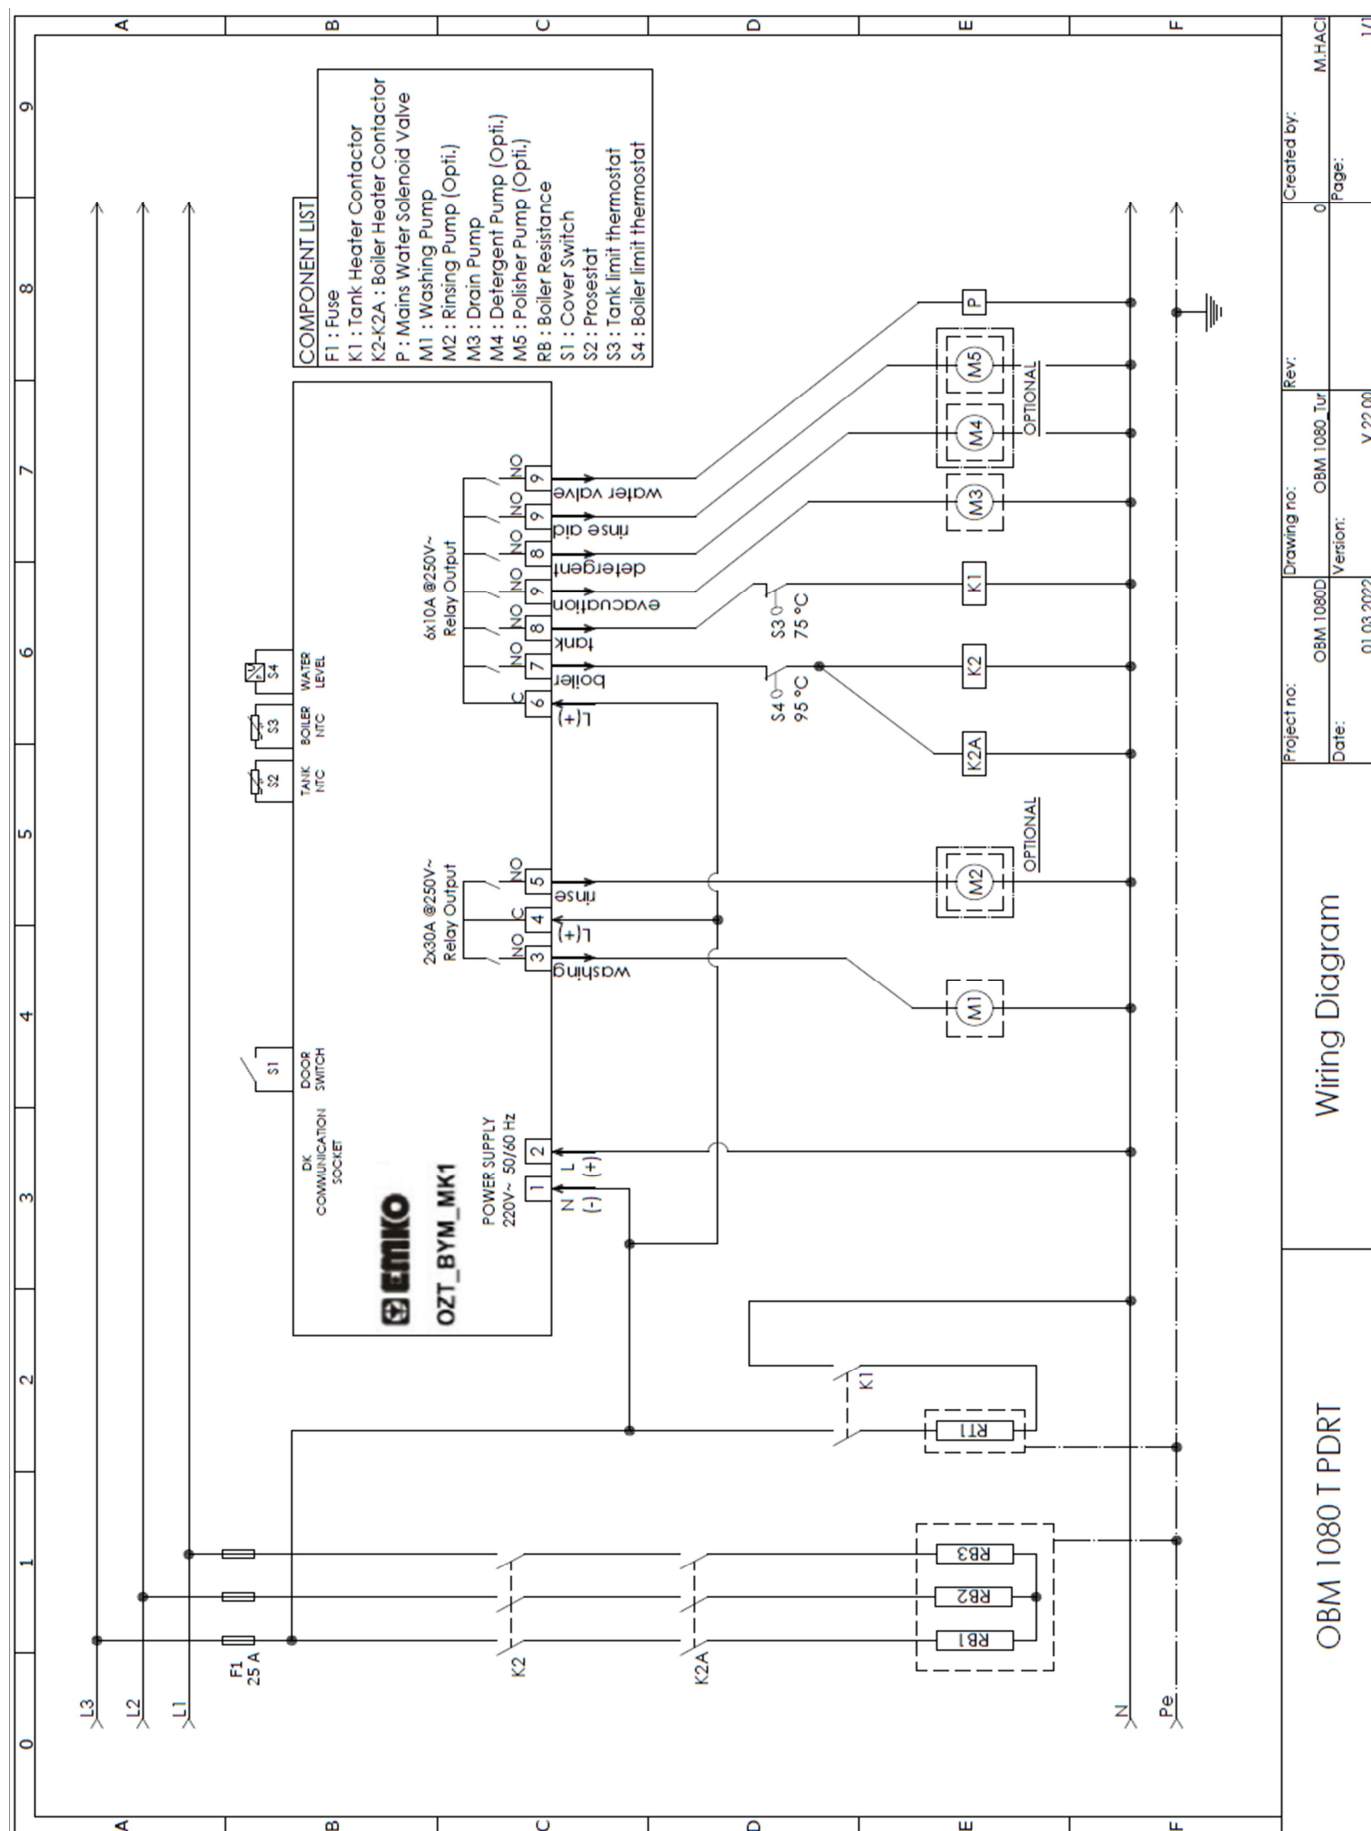 0 1 2 3 4 5 6 7 8 9
A
B
C
D
E
F
A
B
C
D
E
F
L3
L2
L1
F1
25 A
K2
K2A
RB1
RB2
RB3
RT1
K1
N
Pe
EMKO
OZT_BYM_MK1
DK
COMMUNICATION
SOCKET
S1
DOOR
SWITCH
S2
TANK
NTC
S3
BOILER
NTC
S4
WATER
LEVEL
POWER SUPPLY
220V~ 50/60 Hz
1 2
N L
(-) (+)
2x30A @250V~
Relay Output
NO C NO
3 4 5
washing
L(+)
rinse
6x10A @250V~
Relay Output
C NO NO NO NO NO NO
6 7 8 9 8 9 9
L(+)
boiler
tank
evacuation
detergent
rinse aid
water valve
S4
95 °C
S3
75 °C
M1
M2
OPTIONAL
K2A
K2
K1
M3
M4
M5
OPTIONAL
P
COMPONENT LIST
F1 : Fuse
K1 : Tank Heater Contactor
K2-K2A : Boiler Heater Contactor
P : Mains Water Solenoid Valve
M1 : Washing Pump
M2 : Rinsing Pump (Opti.)
M3 : Drain Pump
M4 : Detergent Pump (Opti.)
M5 : Polisher Pump (Opti.)
RB : Boiler Resistance
S1 : Cover Switch
S2 : Prosestat
S3 : Tank limit thermostat
S4 : Boiler limit thermostat
OBM 1080 T PDRT
Wiring Diagram
Project no:
OBM 1080D
Drawing no:
OBM 1080_Tur
Rev:
0
Created by:
M.HACI
Date:
01.03.2022
Version:
V 22.00
Page:
1/1